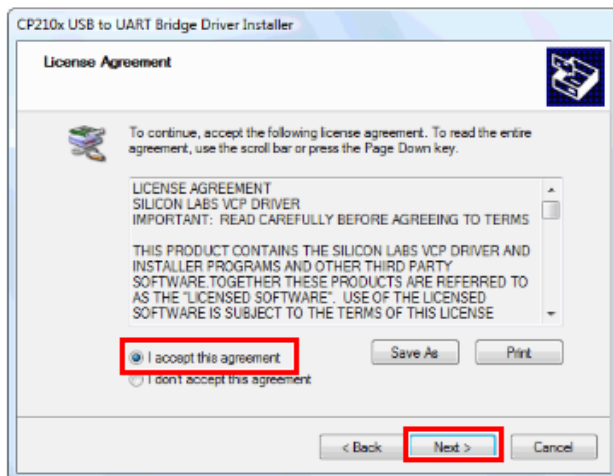 CP210x USB to UART Bridge Driver Installer
License Agreement
To continue, accept the following license agreement. To read the entire
agreement, use the scroll bar or press the Page Down key.
LICENSE AGREEMENT
SILICON LABS VCP DRIVER
IMPORTANT: READ CAREFULLY BEFORE AGREEING TO TERMS
THIS PRODUCT CONTAINS THE SILICON LABS VCP DRIVER AND
INSTALLER PROGRAMS AND OTHER THIRD PARTY
SOFTWARE.TOGETHER THESE PRODUCTS ARE REFERRED TO
AS THE "LICENSED SOFTWARE". USE OF THE LICENSED
SOFTWARE IS SUBJECT TO THE TERMS OF THIS LICENSE
I accept this agreement
Save As
Print
I don't accept this agreement
< Back
Next >
Cancel